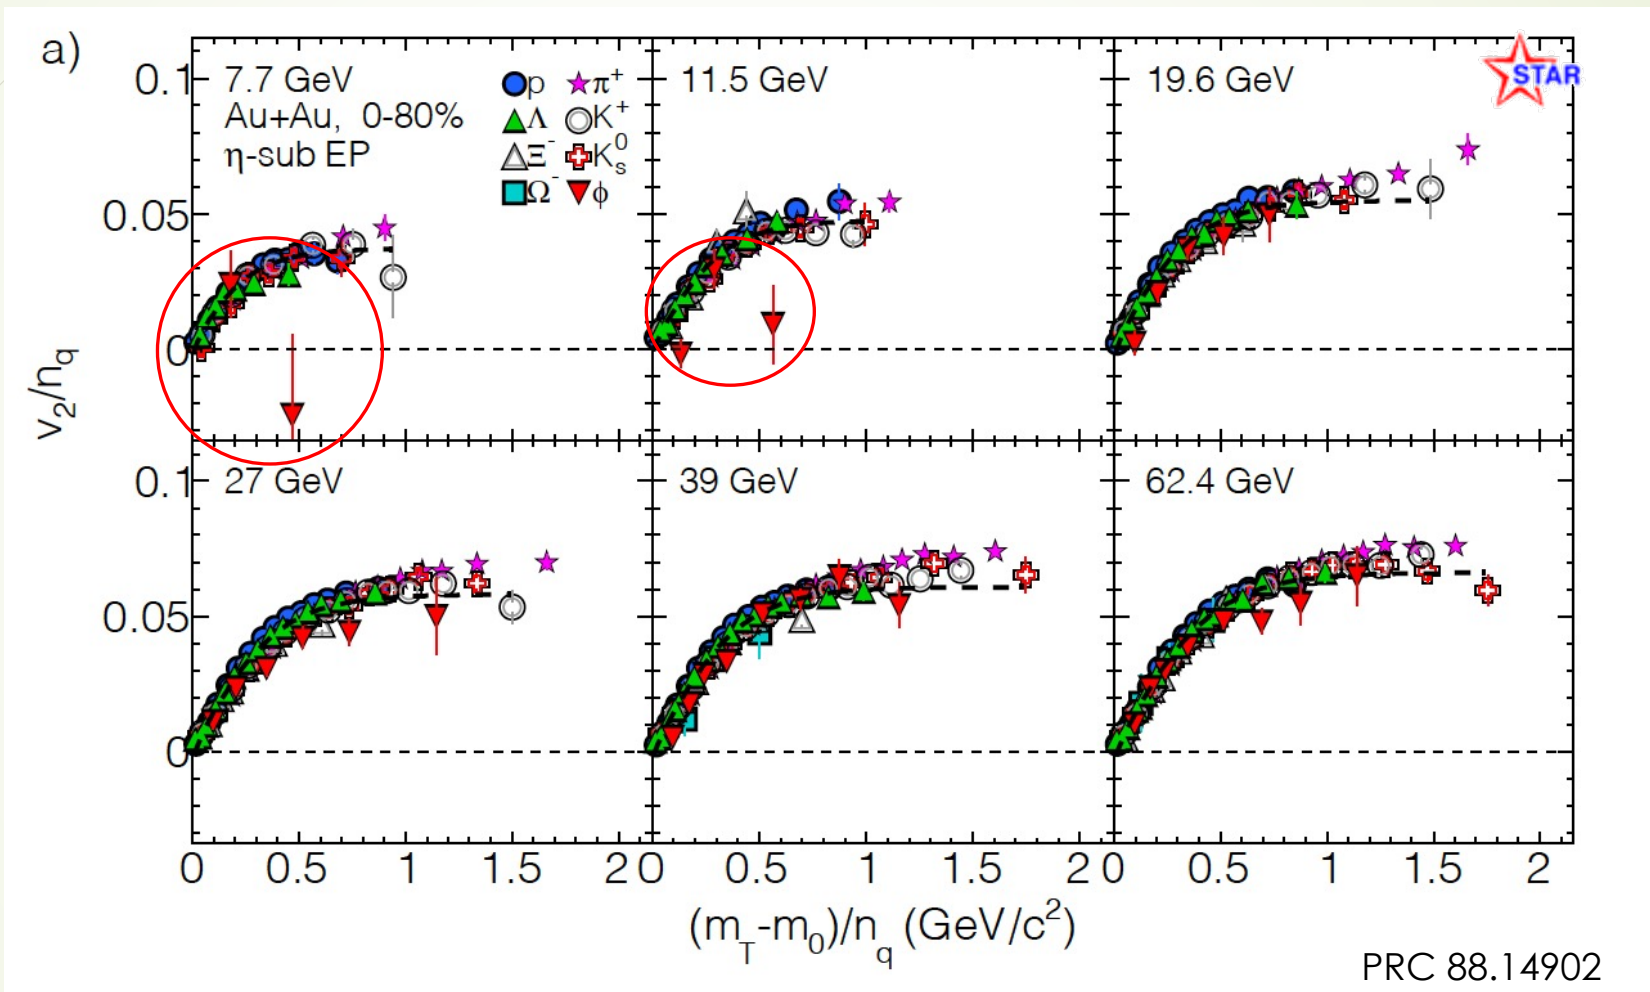 a)
0.1
7.7 GeV
Au+Au, 0-80%
η-sub EP
p π⁺
Λ K⁺
Ξ⁻ K⁰ₛ
Ω⁻ φ
11.5 GeV
19.6 GeV
STAR
0.05
0
v₂/n_q
0.1
27 GeV
39 GeV
62.4 GeV
0.05
0
0 0.5 1 1.5 2 0 0.5 1 1.5 2 0 0.5 1 1.5 2
(m_T-m₀)/n_q (GeV/c²)
PRC 88.14902